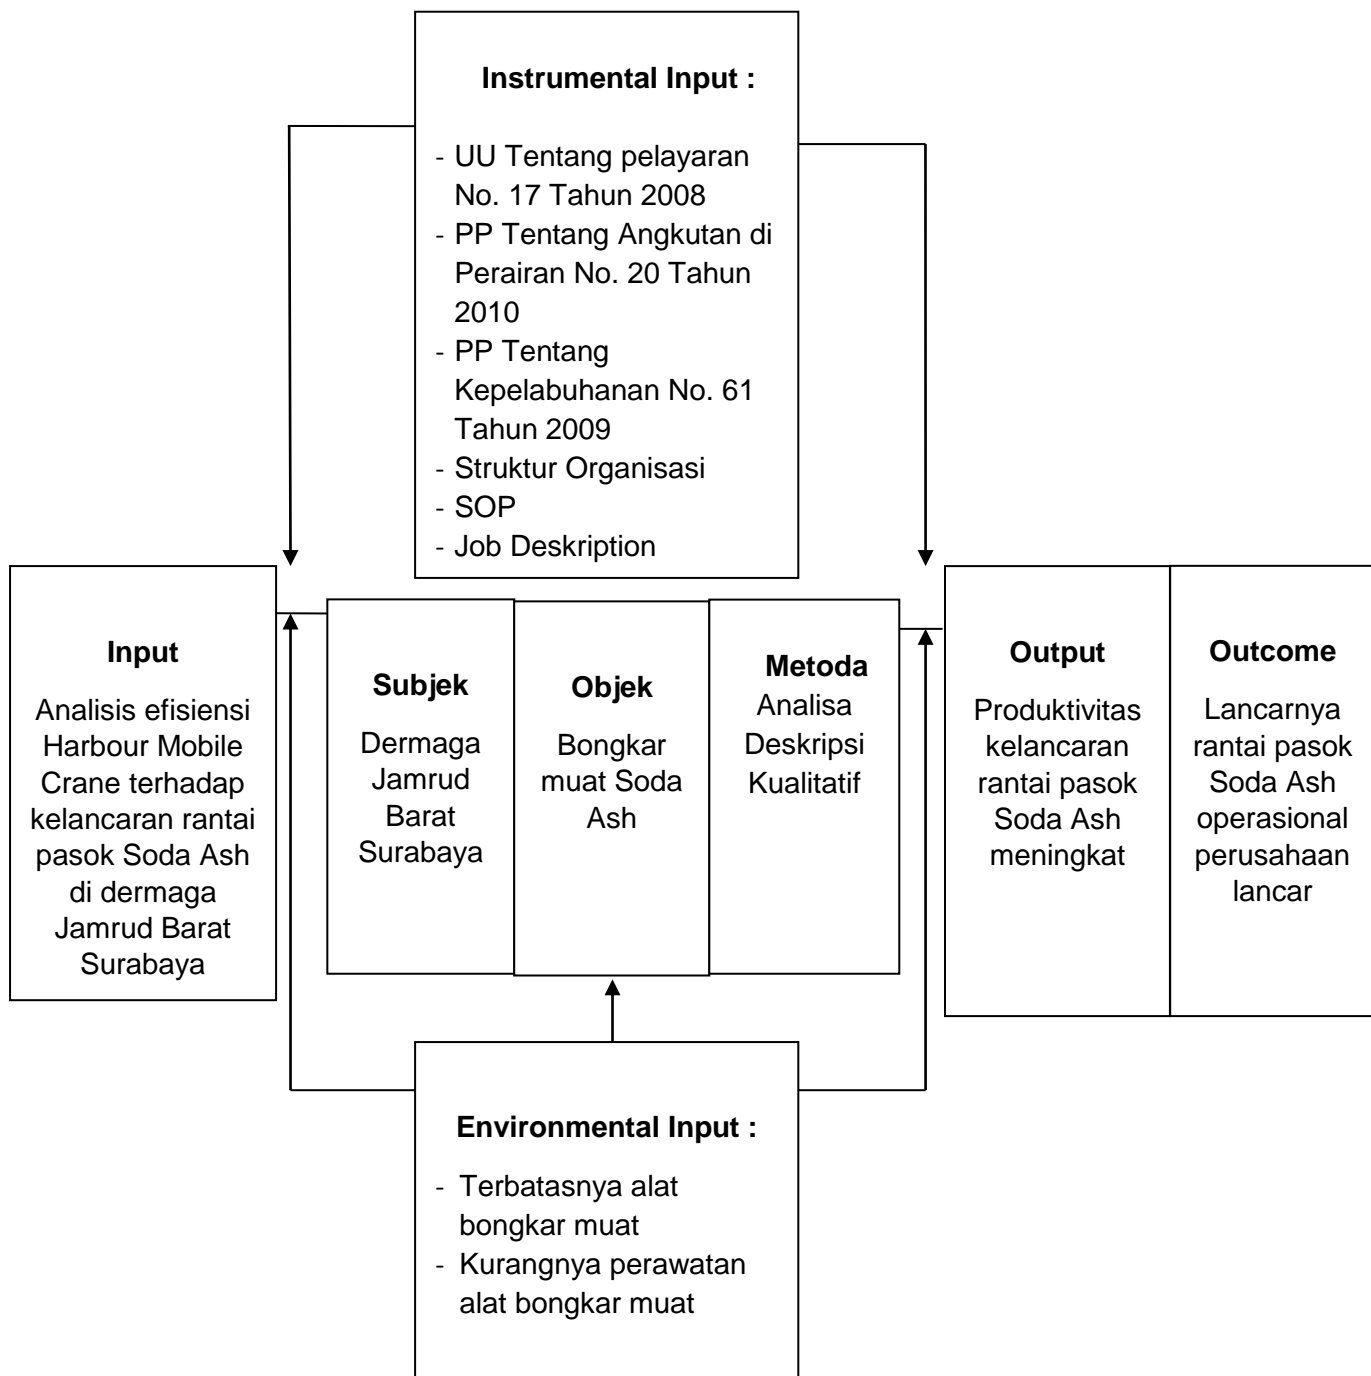 Instrumental Input :
- UU Tentang pelayaran
No. 17 Tahun 2008
- PP Tentang Angkutan di
Perairan No. 20 Tahun
2010
- PP Tentang
Kepelabuhanan No. 61
Tahun 2009
- Struktur Organisasi
- SOP
- Job Deskription
Input
Analisis efisiensi
Harbour Mobile
Crane terhadap
kelancaran rantai
pasok Soda Ash
di dermaga
Jamrud Barat
Surabaya
Subjek
Dermaga
Jamrud
Barat
Surabaya
Objek
Bongkar
muat Soda
Ash
Metoda
Analisa
Deskripsi
Kualitatif
Output
Produktivitas
kelancaran
rantai pasok
Soda Ash
meningkat
Outcome
Lancarnya
rantai pasok
Soda Ash
operasional
perusahaan
lancar
Environmental Input :
- Terbatasnya alat
bongkar muat
- Kurangnya perawatan
alat bongkar muat